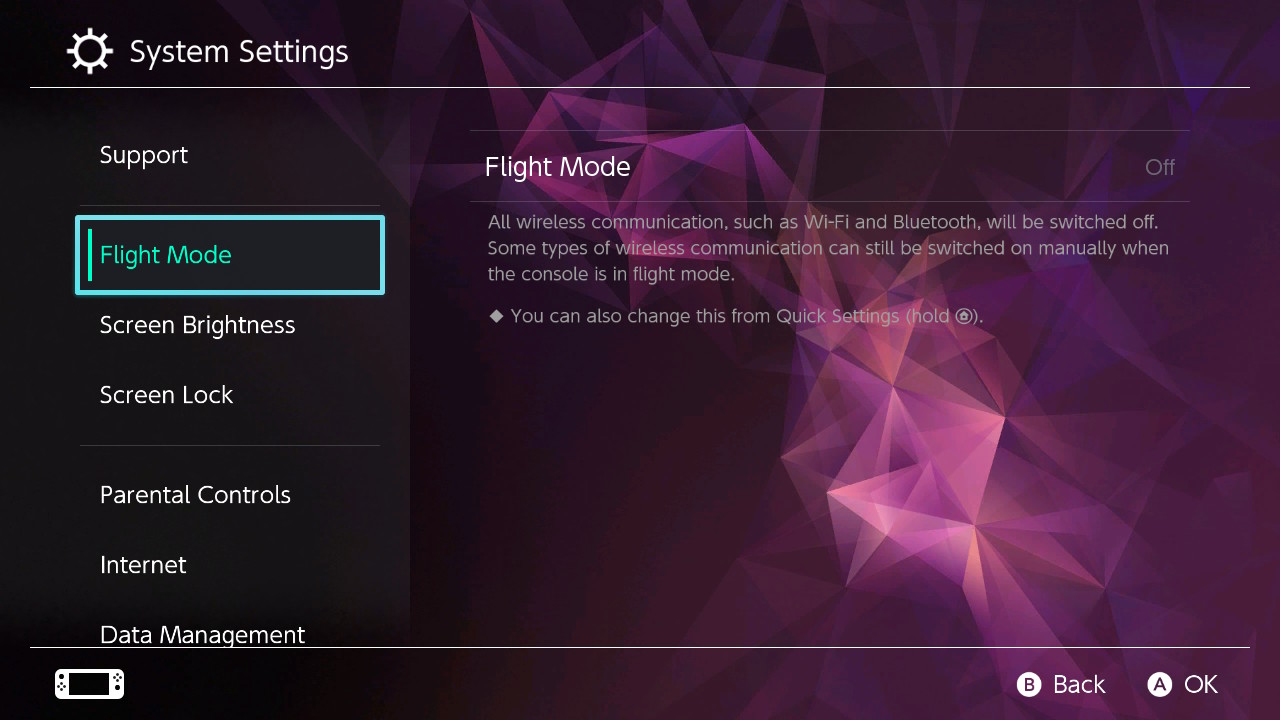 System Settings
Support
Flight Mode
Screen Brightness
Screen Lock
Parental Controls
Internet
Data Management
Flight Mode Off
All wireless communication, such as Wi-Fi and Bluetooth, will be switched off.
Some types of wireless communication can still be switched on manually when
the console is in flight mode.
◆ You can also change this from Quick Settings (hold ).
B Back A OK